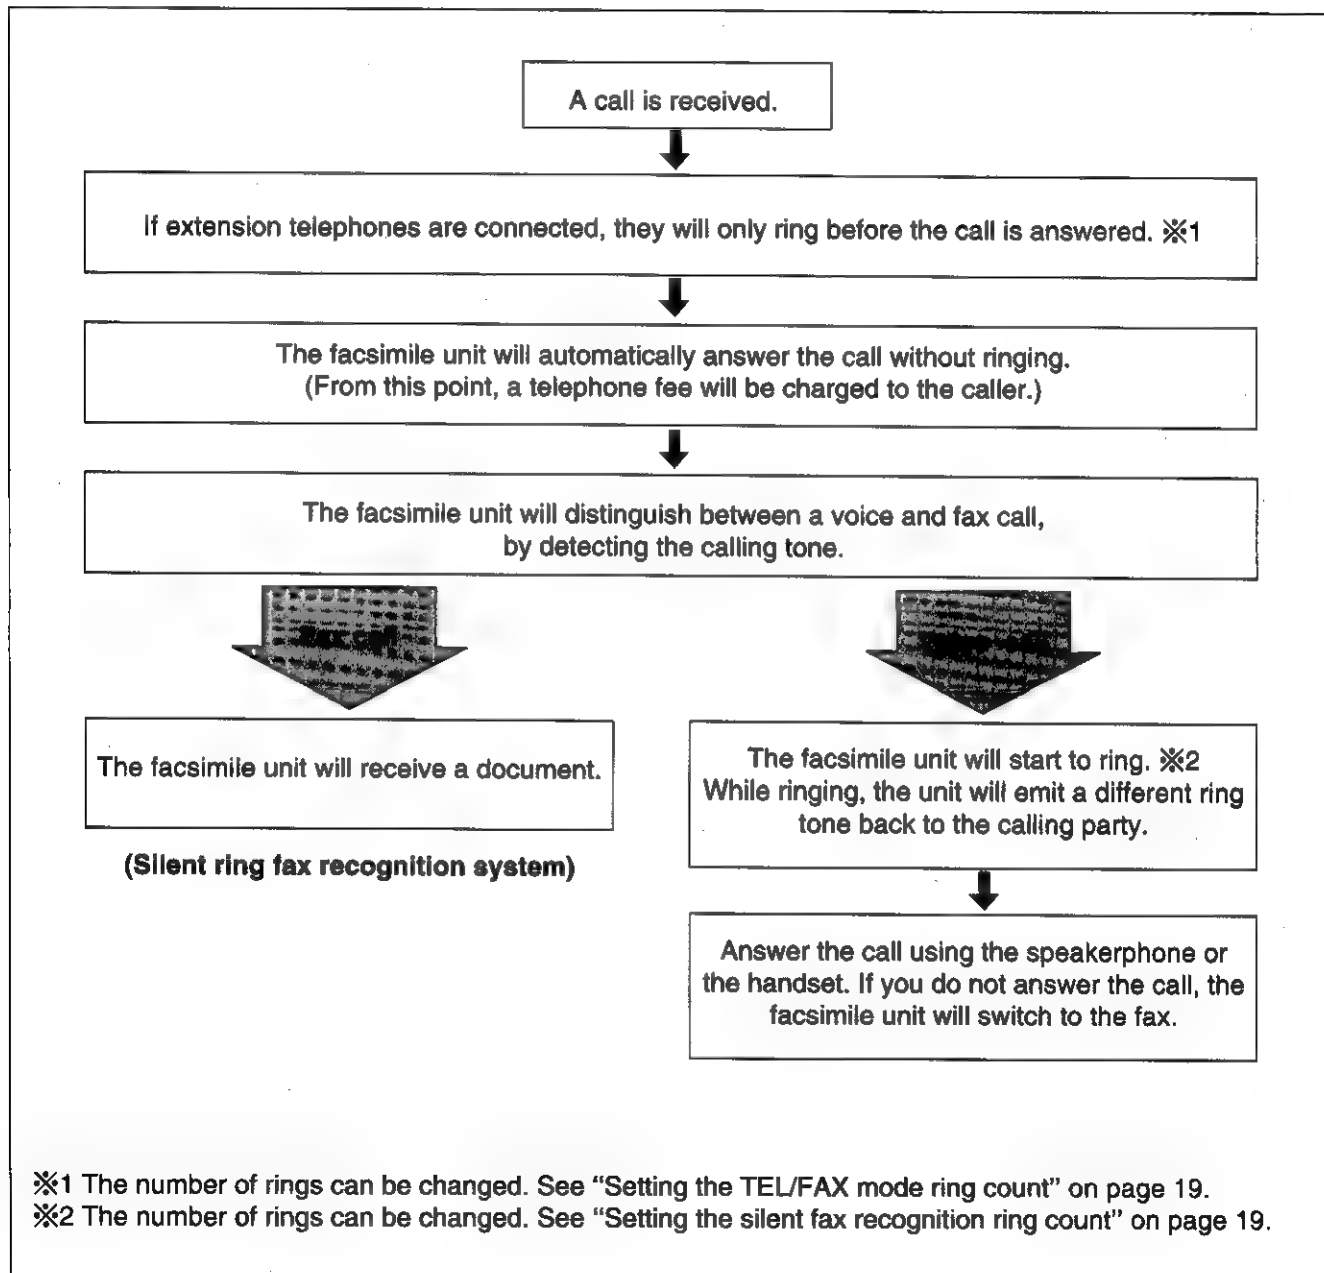 A call is received.
If extension telephones are connected, they will only ring before the call is answered. ※1
The facsimile unit will automatically answer the call without ringing.
(From this point, a telephone fee will be charged to the caller.)
The facsimile unit will distinguish between a voice and fax call,
by detecting the calling tone.
Fax call
The facsimile unit will receive a document.
(Silent ring fax recognition system)
The facsimile unit will start to ring. ※2
While ringing, the unit will emit a different ring
tone back to the calling party.
Answer the call using the speakerphone or
the handset. If you do not answer the call, the
facsimile unit will switch to the fax.
※1 The number of rings can be changed. See “Setting the TEL/FAX mode ring count” on page 19.
※2 The number of rings can be changed. See “Setting the silent fax recognition ring count” on page 19.